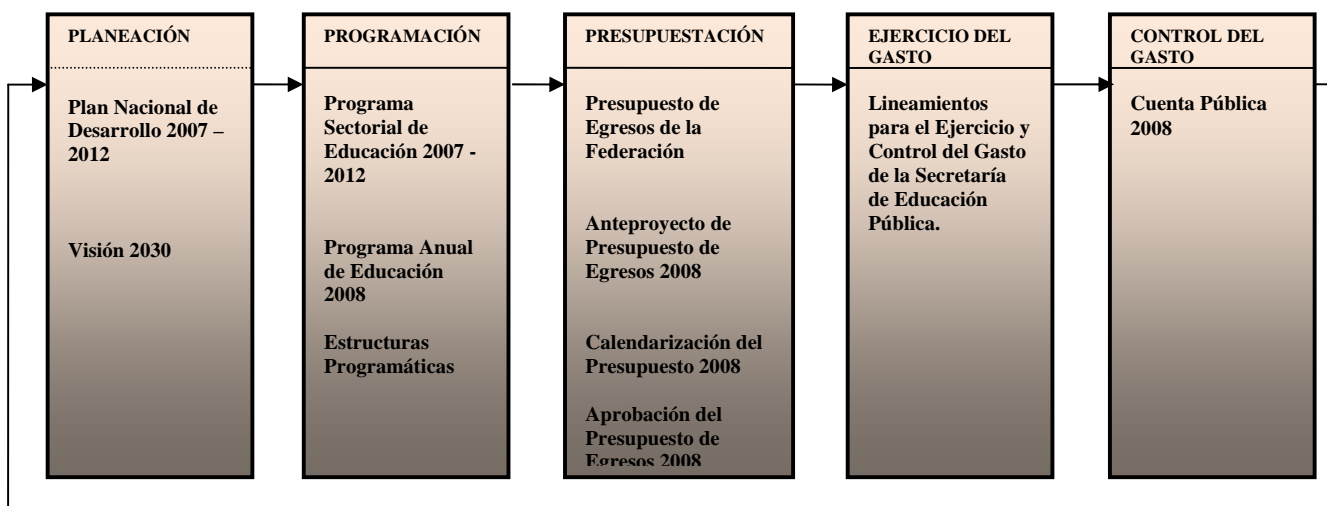 PLANEACIÓN
Plan Nacional de
Desarrollo 2007 –
2012
Visión 2030
PROGRAMACIÓN
Programa
Sectorial de
Educación 2007 -
2012
Programa Anual
de Educación
2008
Estructuras
Programáticas
PRESUPUESTACIÓN
Presupuesto de
Egresos de la
Federación
Anteproyecto de
Presupuesto de
Egresos 2008
Calendarización del
Presupuesto 2008
Aprobación del
Presupuesto de
Egresos 2008
EJERCICIO DEL
GASTO
Lineamientos
para el Ejercicio y
Control del Gasto
de la Secretaría
de Educación
Pública.
CONTROL DEL
GASTO
Cuenta Pública
2008